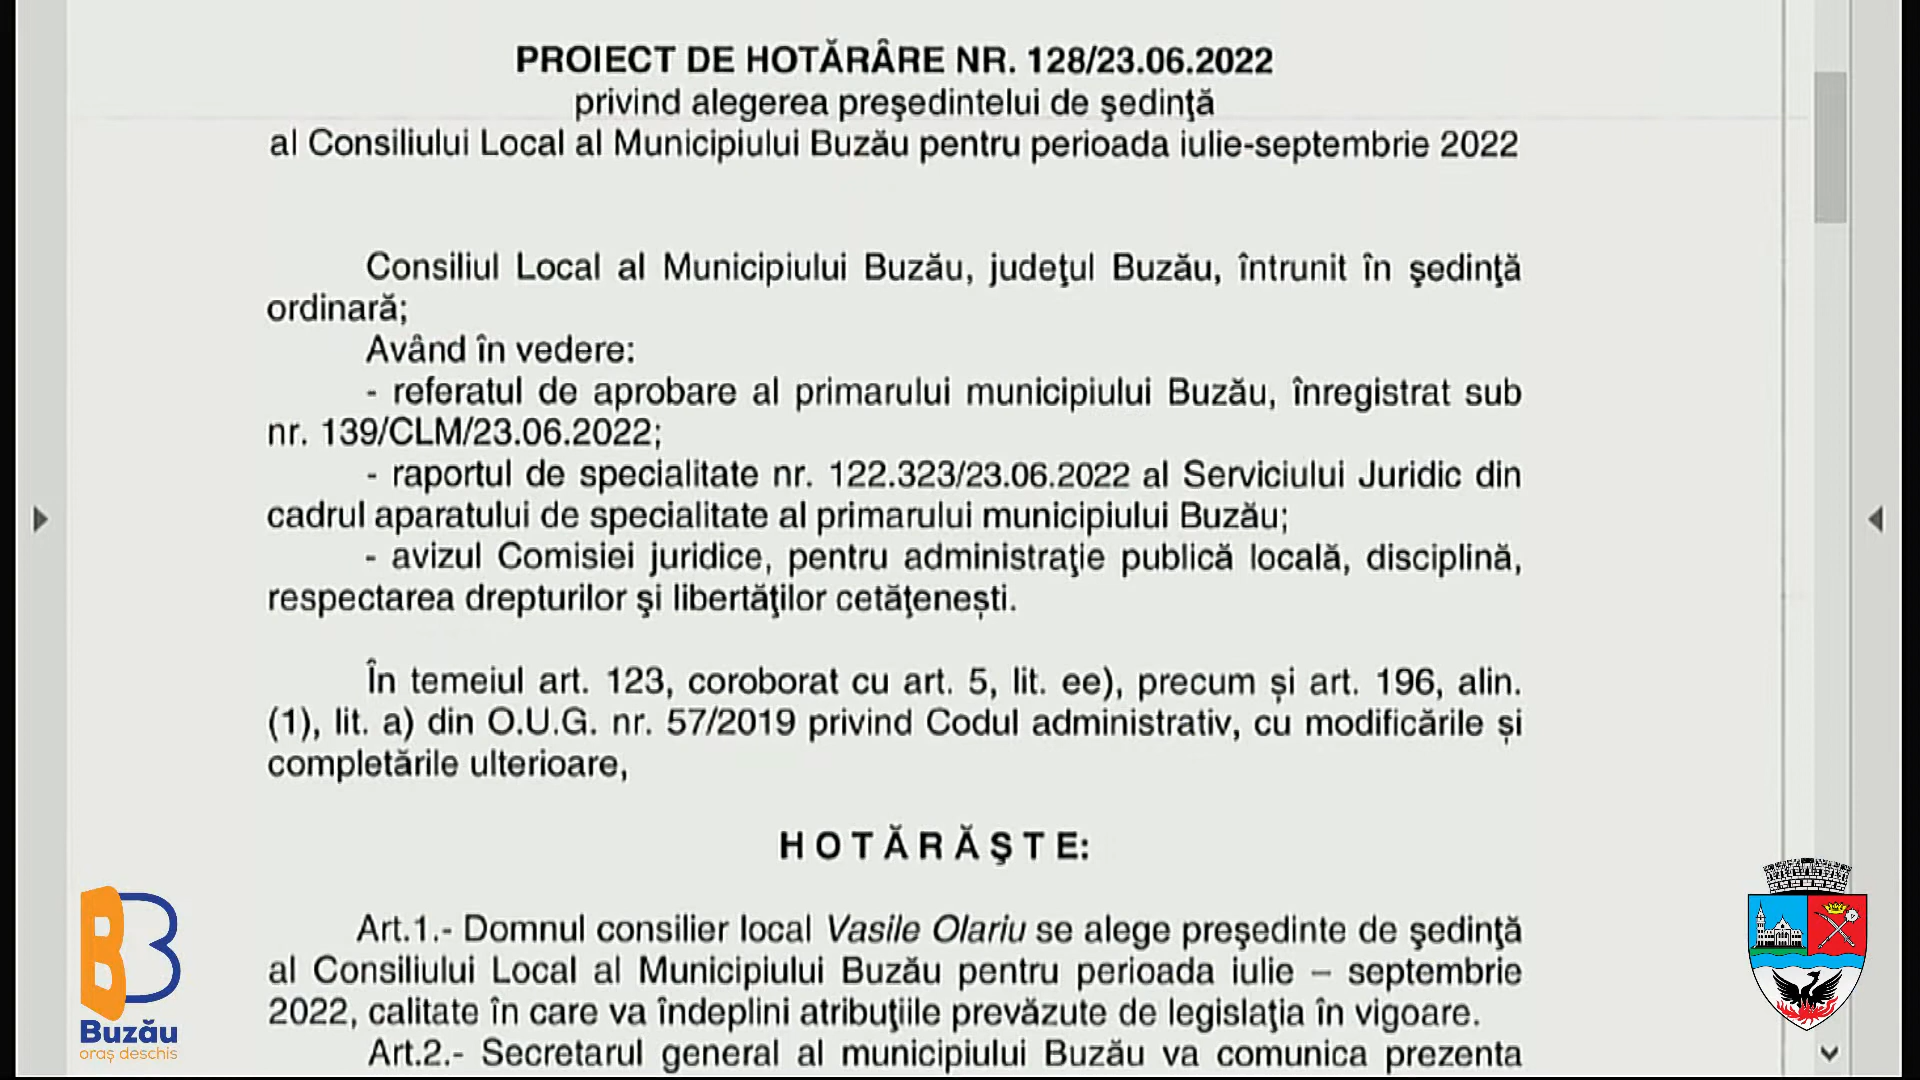 PROIECT DE HOTĂRÂRE NR. 128/23.06.2022
privind alegerea preşedintelui de şedinţă
al Consiliului Local al Municipiului Buzău pentru perioada iulie-septembrie 2022
Consiliul Local al Municipiului Buzău, judeţul Buzău, întrunit în şedinţă
ordinară;
Având în vedere:
- referatul de aprobare al primarului municipiului Buzău, înregistrat sub
nr. 139/CLM/23.06.2022;
- raportul de specialitate nr. 122.323/23.06.2022 al Serviciului Juridic din
cadrul aparatului de specialitate al primarului municipiului Buzău;
- avizul Comisiei juridice, pentru administraţie publică locală, disciplină,
respectarea drepturilor şi libertăţilor cetăţenești.
În temeiul art. 123, coroborat cu art. 5, lit. ee), precum și art. 196, alin.
(1), lit. a) din O.U.G. nr. 57/2019 privind Codul administrativ, cu modificările și
completările ulterioare,
H O T Ă R Ă Ş T E:
Art.1.- Domnul consilier local Vasile Olariu se alege preşedinte de şedinţă
al Consiliului Local al Municipiului Buzău pentru perioada iulie – septembrie
2022, calitate în care va îndeplini atribuţiile prevăzute de legislaţia în vigoare.
Art.2.- Secretarul general al municipiului Buzău va comunica prezenta
Buzău
oraș deschis